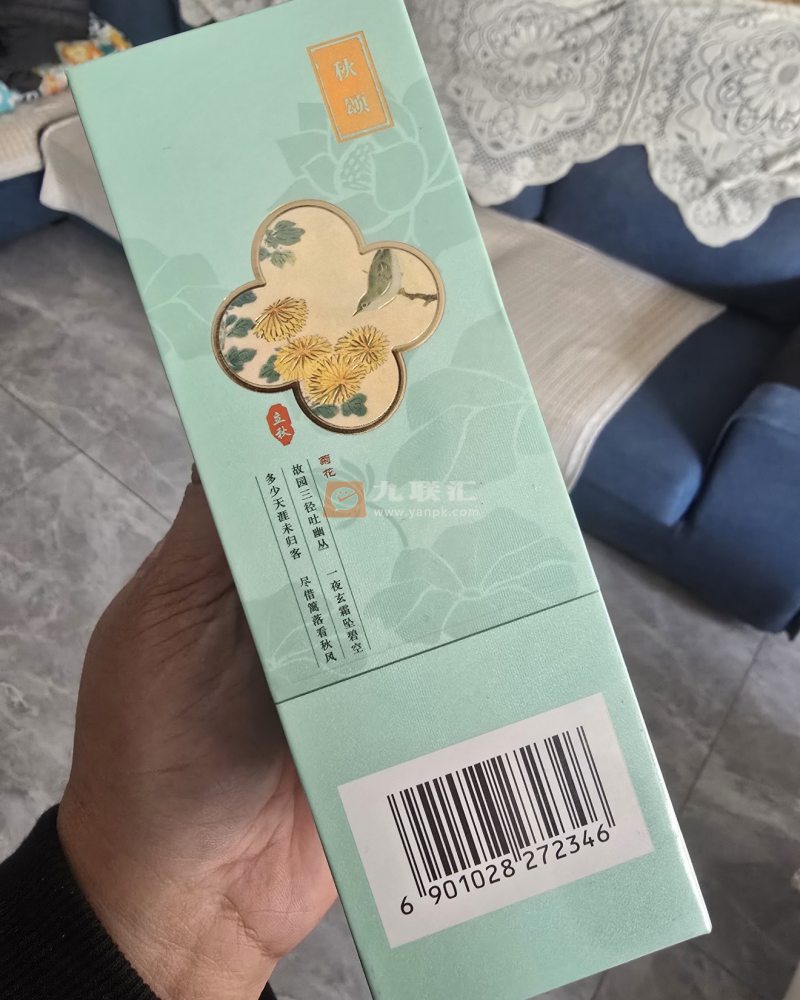 秋颂
立秋
菊花
故园三径吐幽丛 一夜玄霜坠碧空
多少天涯未归客 尽借篱落看秋风
九联汇
www.yanpk.com
6 901028 272346